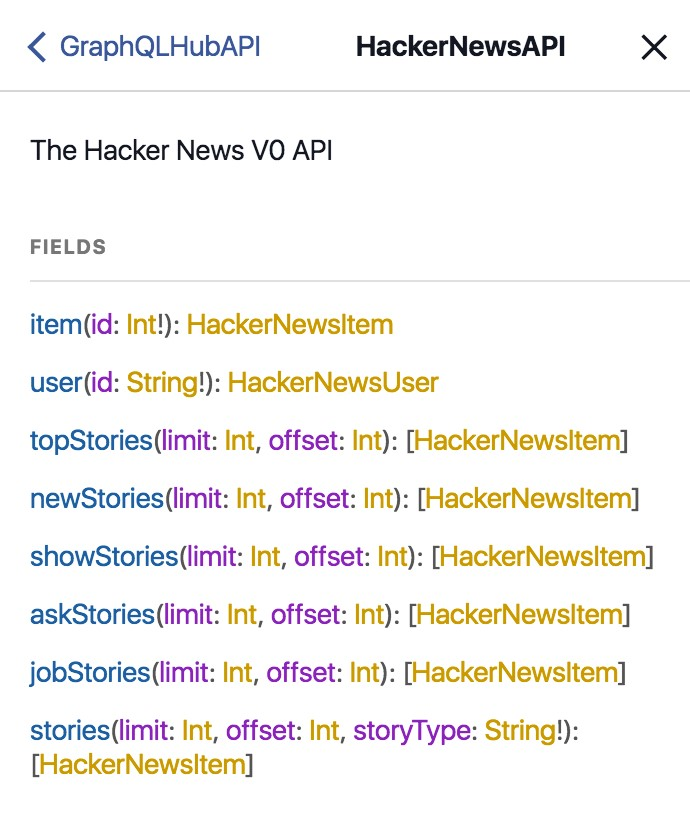 GraphQLHubAPI HackerNewsAPI
The Hacker News V0 API
FIELDS
item(id: Int!): HackerNewsItem
user(id: String!): HackerNewsUser
topStories(limit: Int, offset: Int): [HackerNewsItem]
newStories(limit: Int, offset: Int): [HackerNewsItem]
showStories(limit: Int, offset: Int): [HackerNewsItem]
askStories(limit: Int, offset: Int): [HackerNewsItem]
jobStories(limit: Int, offset: Int): [HackerNewsItem]
stories(limit: Int, offset: Int, storyType: String!):
[HackerNewsItem]